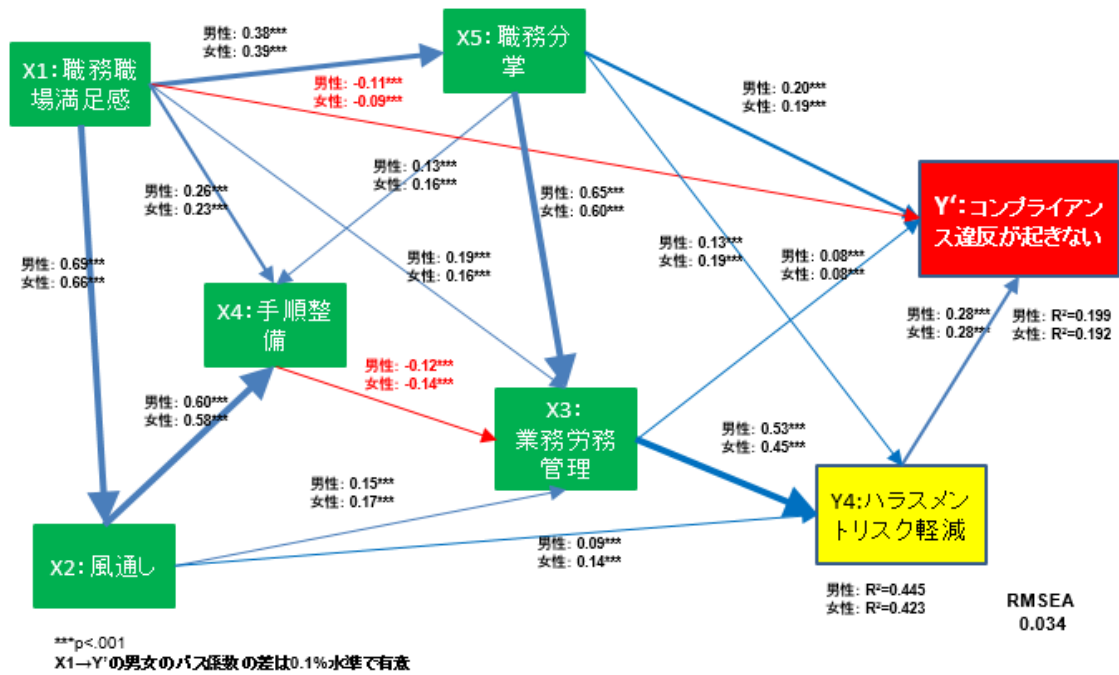 男性: 0.38***
女性: 0.39***
X5:職務分
掌
X1:職務職
場満足感
男性: -0.11***
女性: -0.09***
男性: 0.20***
女性: 0.19***
男性: 0.13***
女性: 0.16***
男性: 0.26***
女性: 0.23***
男性: 0.65***
女性: 0.60***
Y':コンプライアン
ス違反が起きない
男性: 0.69***
女性: 0.66***
男性: 0.19***
女性: 0.16***
男性: 0.13***
女性: 0.19***
男性: 0.08***
女性: 0.08***
X4:手順整
備
男性: 0.28***
女性: 0.28***
男性: R²=0.199
女性: R²=0.192
男性: -0.12***
女性: -0.14***
男性: 0.60***
女性: 0.58***
X3:
業務労務
管理
男性: 0.53***
女性: 0.45***
男性: 0.15***
女性: 0.17***
Y4:ハラスメン
トリスク軽減
X2:風通し
男性: 0.09***
女性: 0.14***
男性: R²=0.445
女性: R²=0.423
RMSEA
0.034
***p<.001
X1→Y'の男女のパス係数の差は0.1%水準で有意